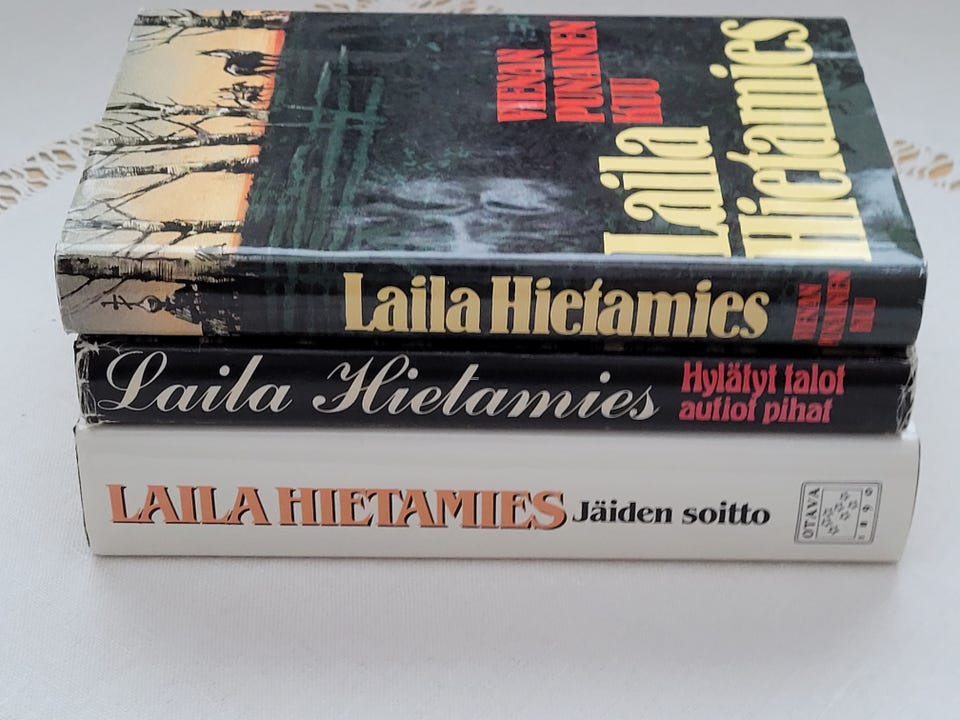 VIENAN
PUNAINEN
KUU
Laila
Hietamies
Laila Hietamies
VIENAN
PUNAINEN
KUU
Laila Hietamies
Hylätyt talot
autiot pihat
LAILA HIETAMIES Jäiden soitto
OTAVA
1890